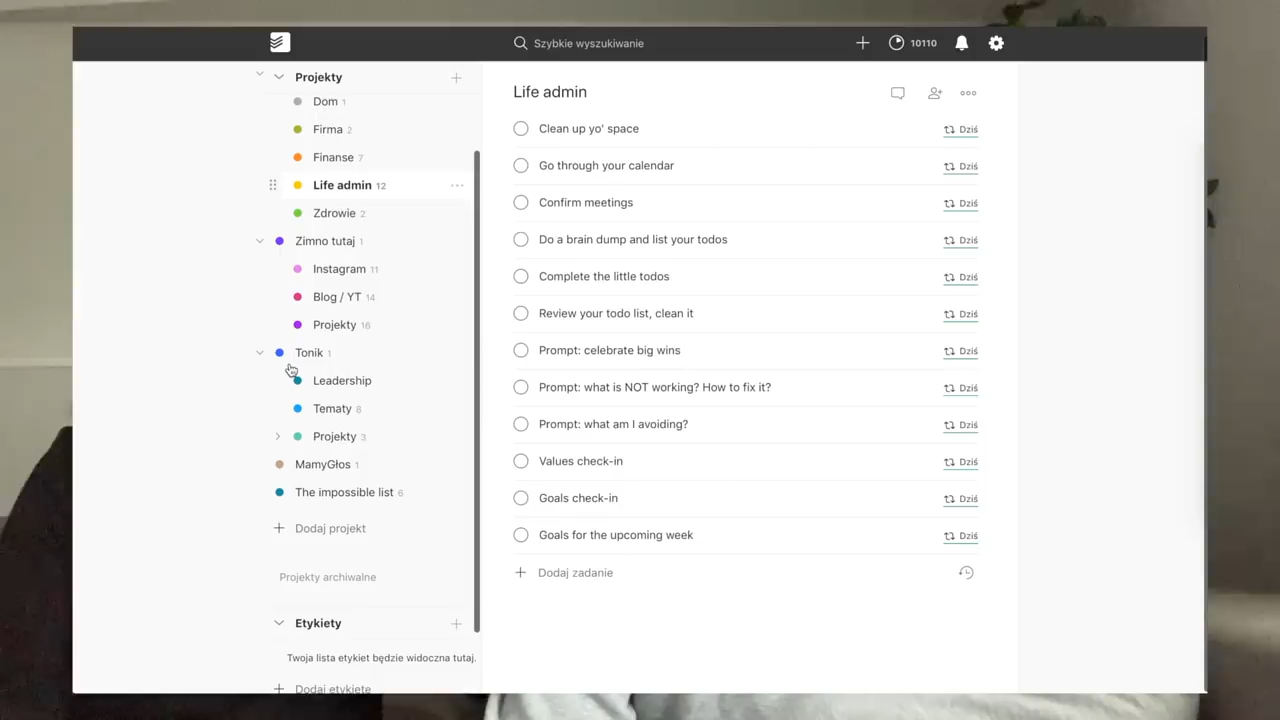 Szybkie wyszukiwanie
10110
Projekty
Dom 1
Firma 2
Finanse 7
Life admin 12
Zdrowie 2
Zimno tutaj 1
Instagram 11
Blog / YT 14
Projekty 16
Tonik 1
Leadership
Tematy 8
Projekty 3
MamyGłos 1
The impossible list 6
Dodaj projekt
Projekty archiwalne
Etykiety
Twoja lista etykiet będzie widoczna tutaj.
Dodaj etykietę
Life admin
Clean up yo' space Dziś
Go through your calendar Dziś
Confirm meetings Dziś
Do a brain dump and list your todos Dziś
Complete the little todos Dziś
Review your todo list, clean it Dziś
Prompt: celebrate big wins Dziś
Prompt: what is NOT working? How to fix it? Dziś
Prompt: what am I avoiding? Dziś
Values check-in Dziś
Goals check-in Dziś
Goals for the upcoming week Dziś
Dodaj zadanie